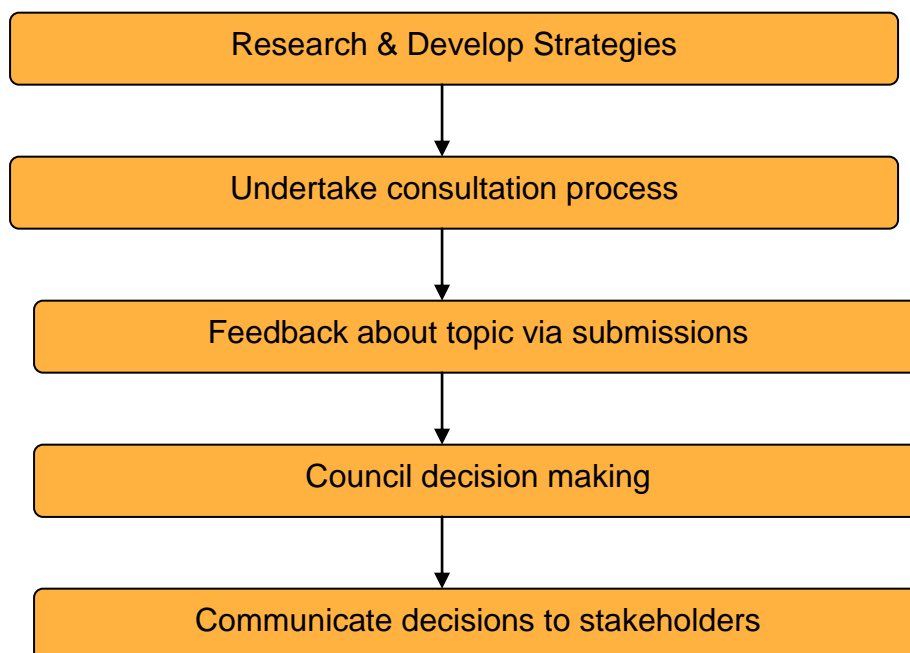 Research & Develop Strategies
Undertake consultation process
Feedback about topic via submissions
Council decision making
Communicate decisions to stakeholders